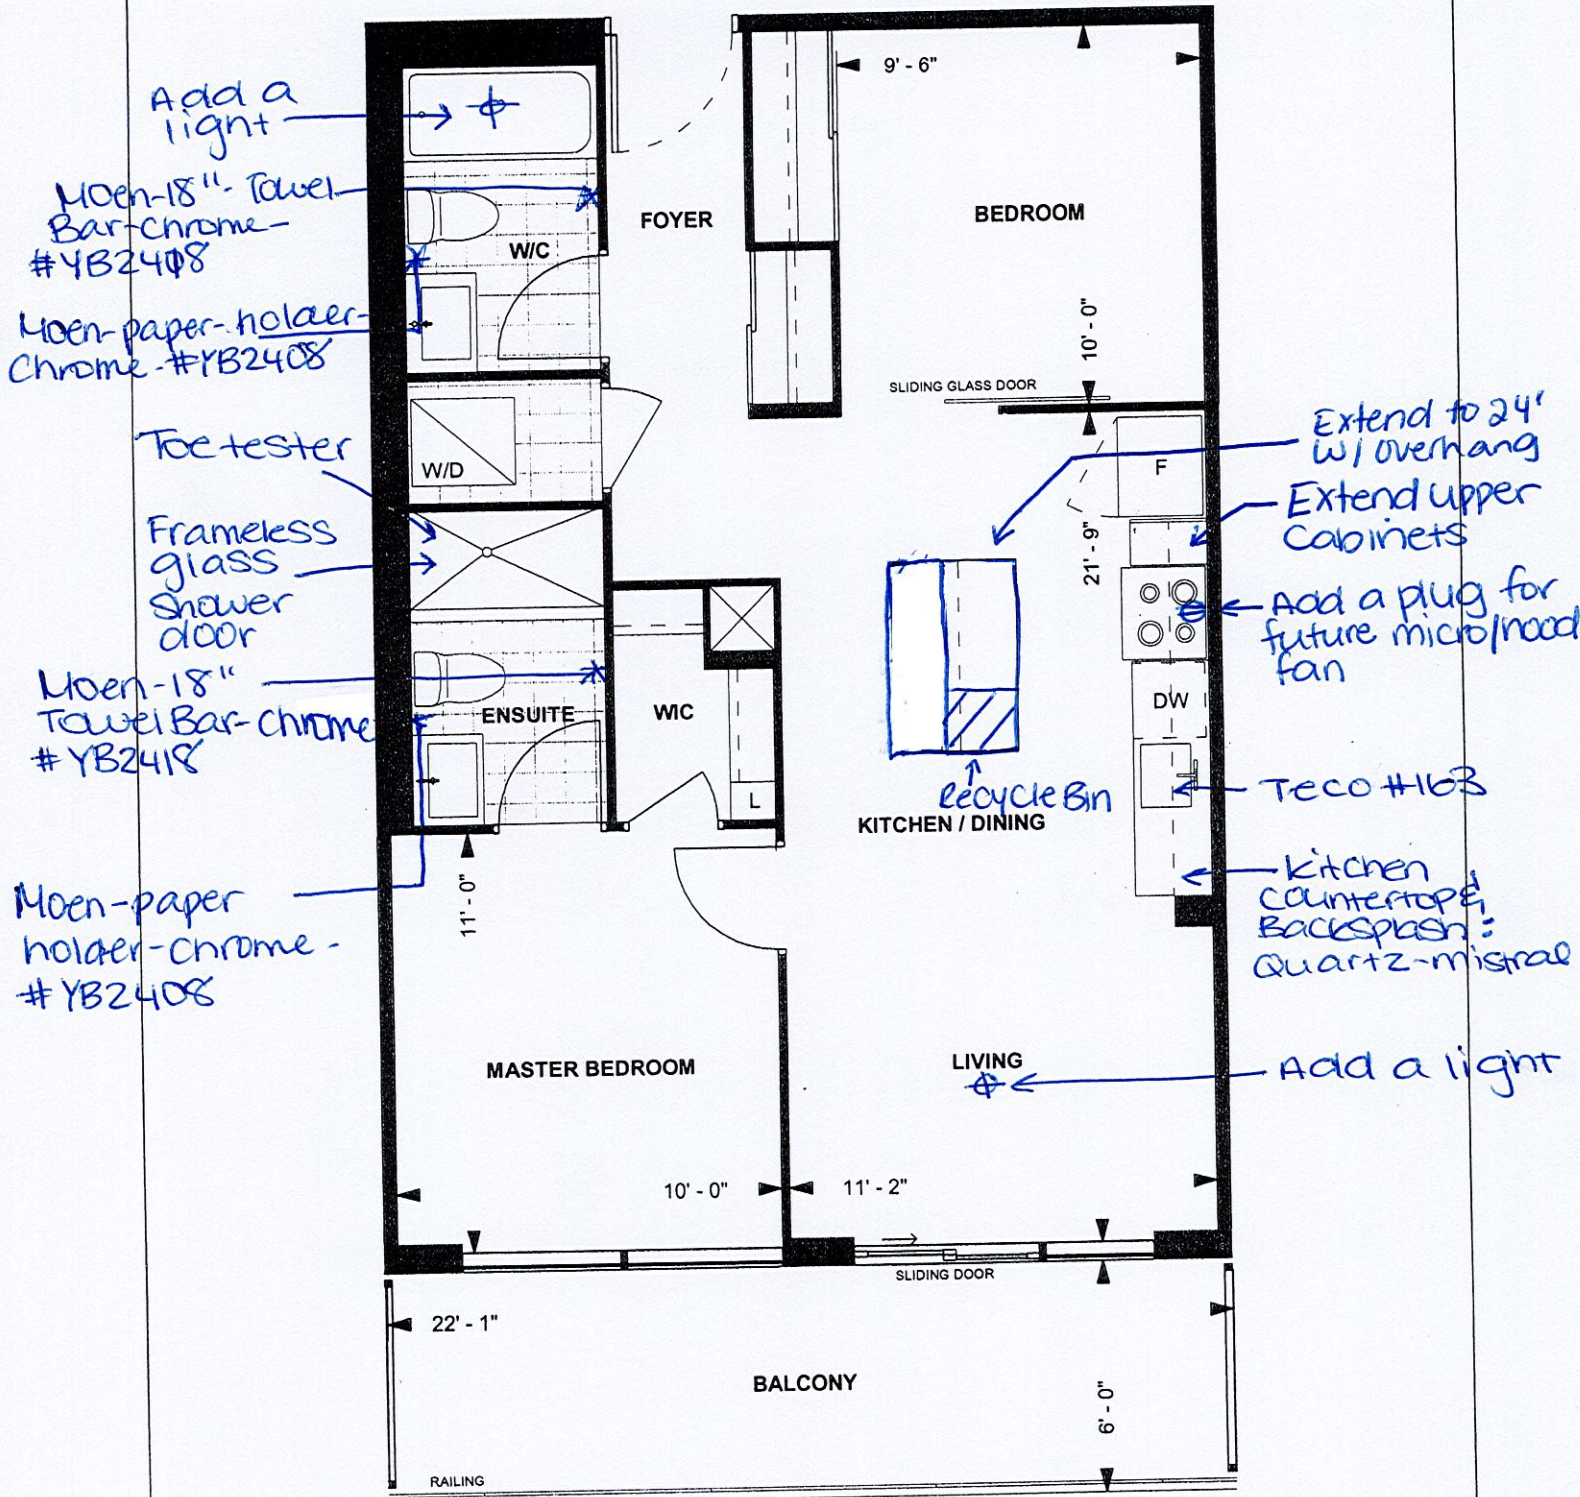 Add a
light
Moen-18"-Towel
Bar-chrome-
#YB2418
Moen-paper-holder-
Chrome-#YB2408
Toe tester
Frameless
glass
shower
door
Moen-18"
Towel Bar-Chrome
#YB2418
Moen-paper
holder-chrome-
#YB2408
9' - 6"
FOYER
BEDROOM
W/C
10' - 0"
SLIDING GLASS DOOR
W/D
F
21' - 9"
ENSUITE
WIC
DW
L
Recycle Bin
KITCHEN / DINING
11' - 0"
MASTER BEDROOM
LIVING
10' - 0"
11' - 2"
SLIDING DOOR
22' - 1"
BALCONY
6' - 0"
RAILING
Extend to 24'
w/ overhang
Extend upper
Cabinets
Add a plug for
future micro/hood
fan
Teco #163
Kitchen
countertop &
Backsplash:
Quartz-mistral
Add a light